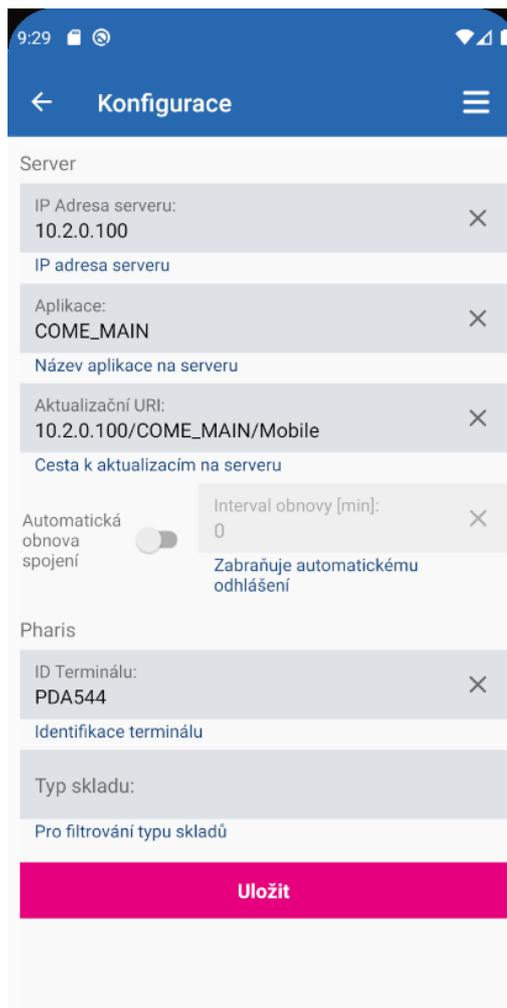 9:29
Konfigurace
Server
IP Adresa serveru:
10.2.0.100
IP adresa serveru
Aplikace:
COME_MAIN
Název aplikace na serveru
Aktualizační URI:
10.2.0.100/COME_MAIN/Mobile
Cesta k aktualizacím na serveru
Automatická
obnova
spojení
Interval obnovy [min]:
0
Zabraňuje automatickému
odhlášení
Pharis
ID Terminálu:
PDA544
Identifikace terminálu
Typ skladu:
Pro filtrování typu skladů
Uložit